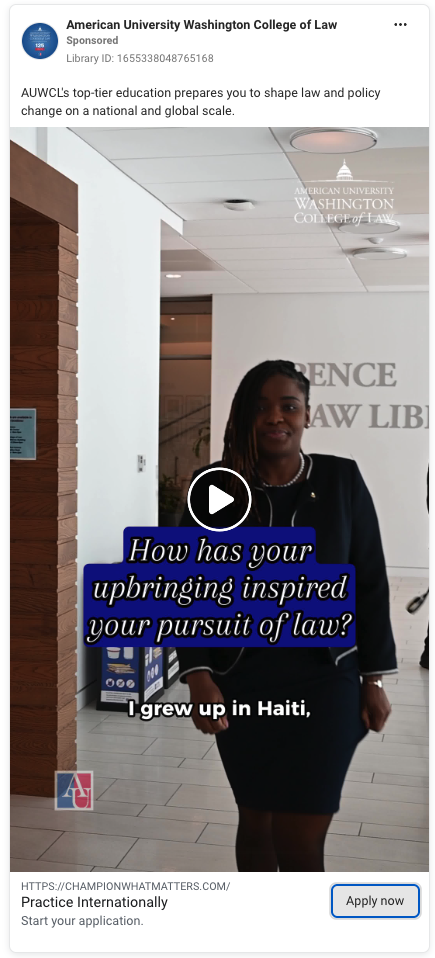 American University Washington College of Law
Sponsored
Library ID: 1655338048765168
AUWCL's top-tier education prepares you to shape law and policy
change on a national and global scale.
AMERICAN UNIVERSITY
WASHINGTON
COLLEGE of LAW
PENCE
AW LIB
How has your
upbringing inspired
your pursuit of law?
I grew up in Haiti,
AU
HTTPS://CHAMPIONWHATMATTERS.COM/
Practice Internationally
Start your application.
Apply now